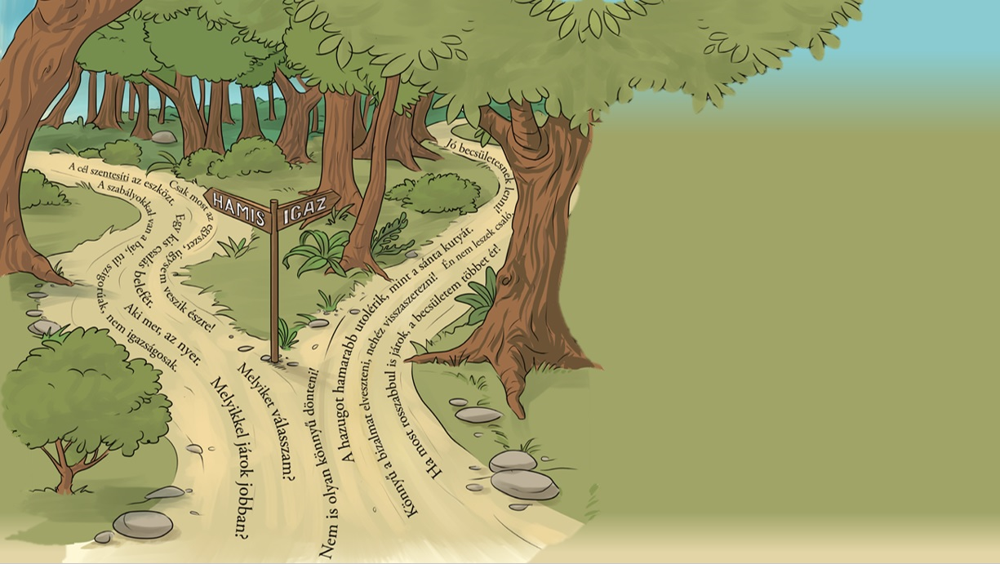 A cél szentesíti az eszközt.
A szabályokkal van a baj, túl szigorúak, nem igazságosak.
Csak most az egyszer, úgysem veszik észre!
Egy kis csalás belefér.
Aki mer, az nyer.
HAMIS
IGAZ
Jó becsületesnek lenni!
A hazugot hamarabb utolérik, mint a sánta kutyát.
Könnyű a bizalmat elveszteni, nehéz visszaszerezni! Én nem leszek csaló,
Ha most rosszabbul is járok, a becsületem többet ér!
Melyiket válasszam?
Melyikkel járok jobban?
Nem is olyan könnyű dönteni!